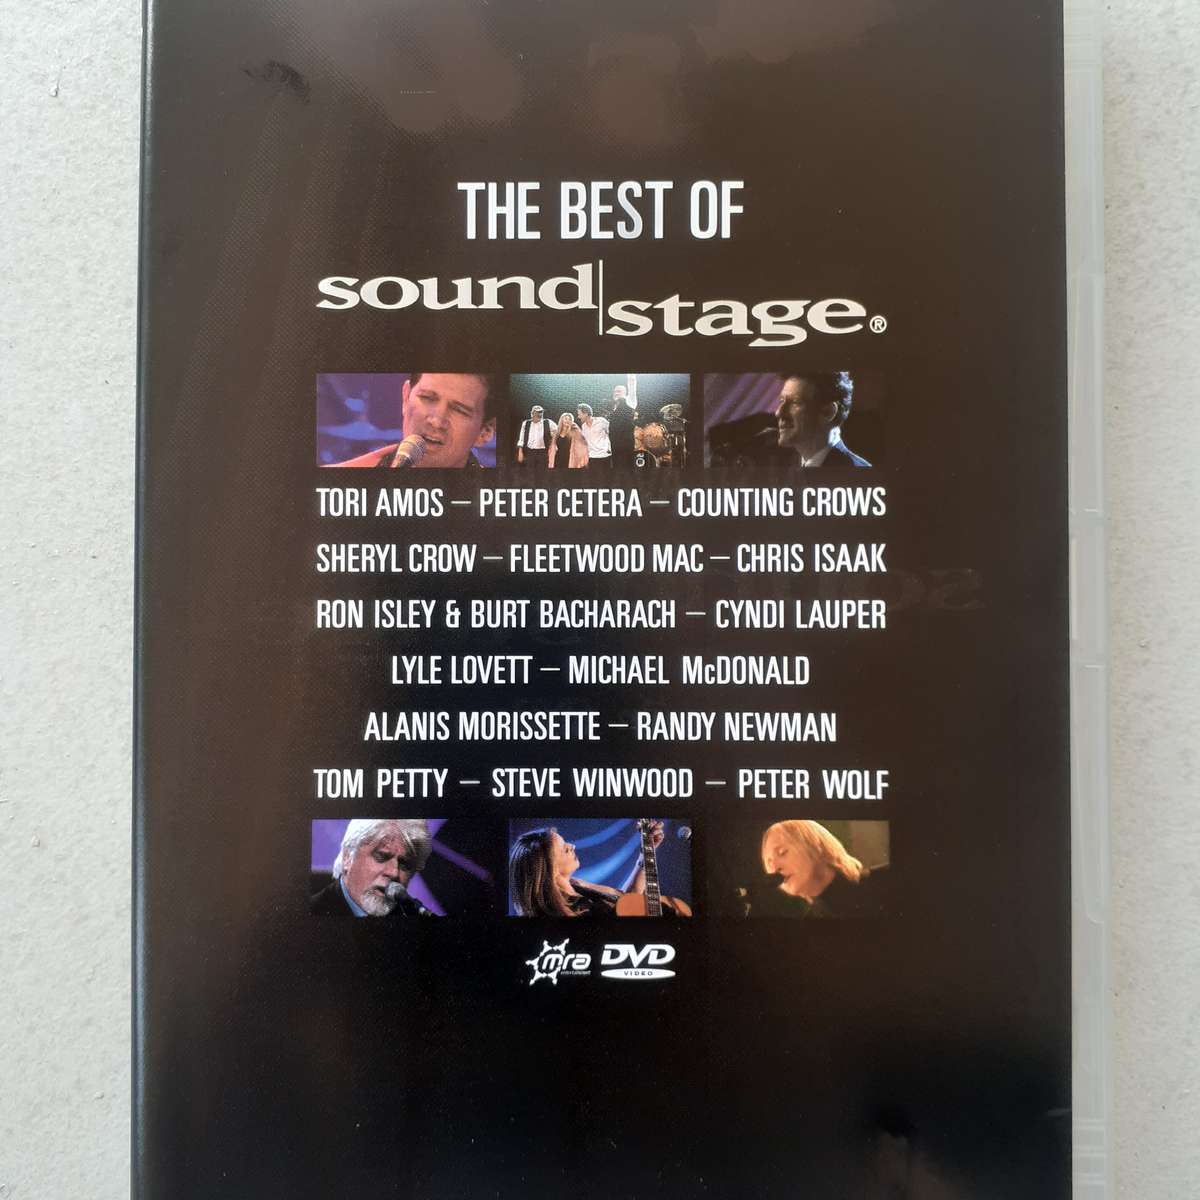 THE BEST OF
sound|stage®
TORI AMOS – PETER CETERA – COUNTING CROWS
SHERYL CROW – FLEETWOOD MAC – CHRIS ISAAK
RON ISLEY & BURT BACHARACH – CYNDI LAUPER
LYLE LOVETT – MICHAEL McDONALD
ALANIS MORISSETTE – RANDY NEWMAN
TOM PETTY – STEVE WINWOOD – PETER WOLF
mra DVD
VIDEO